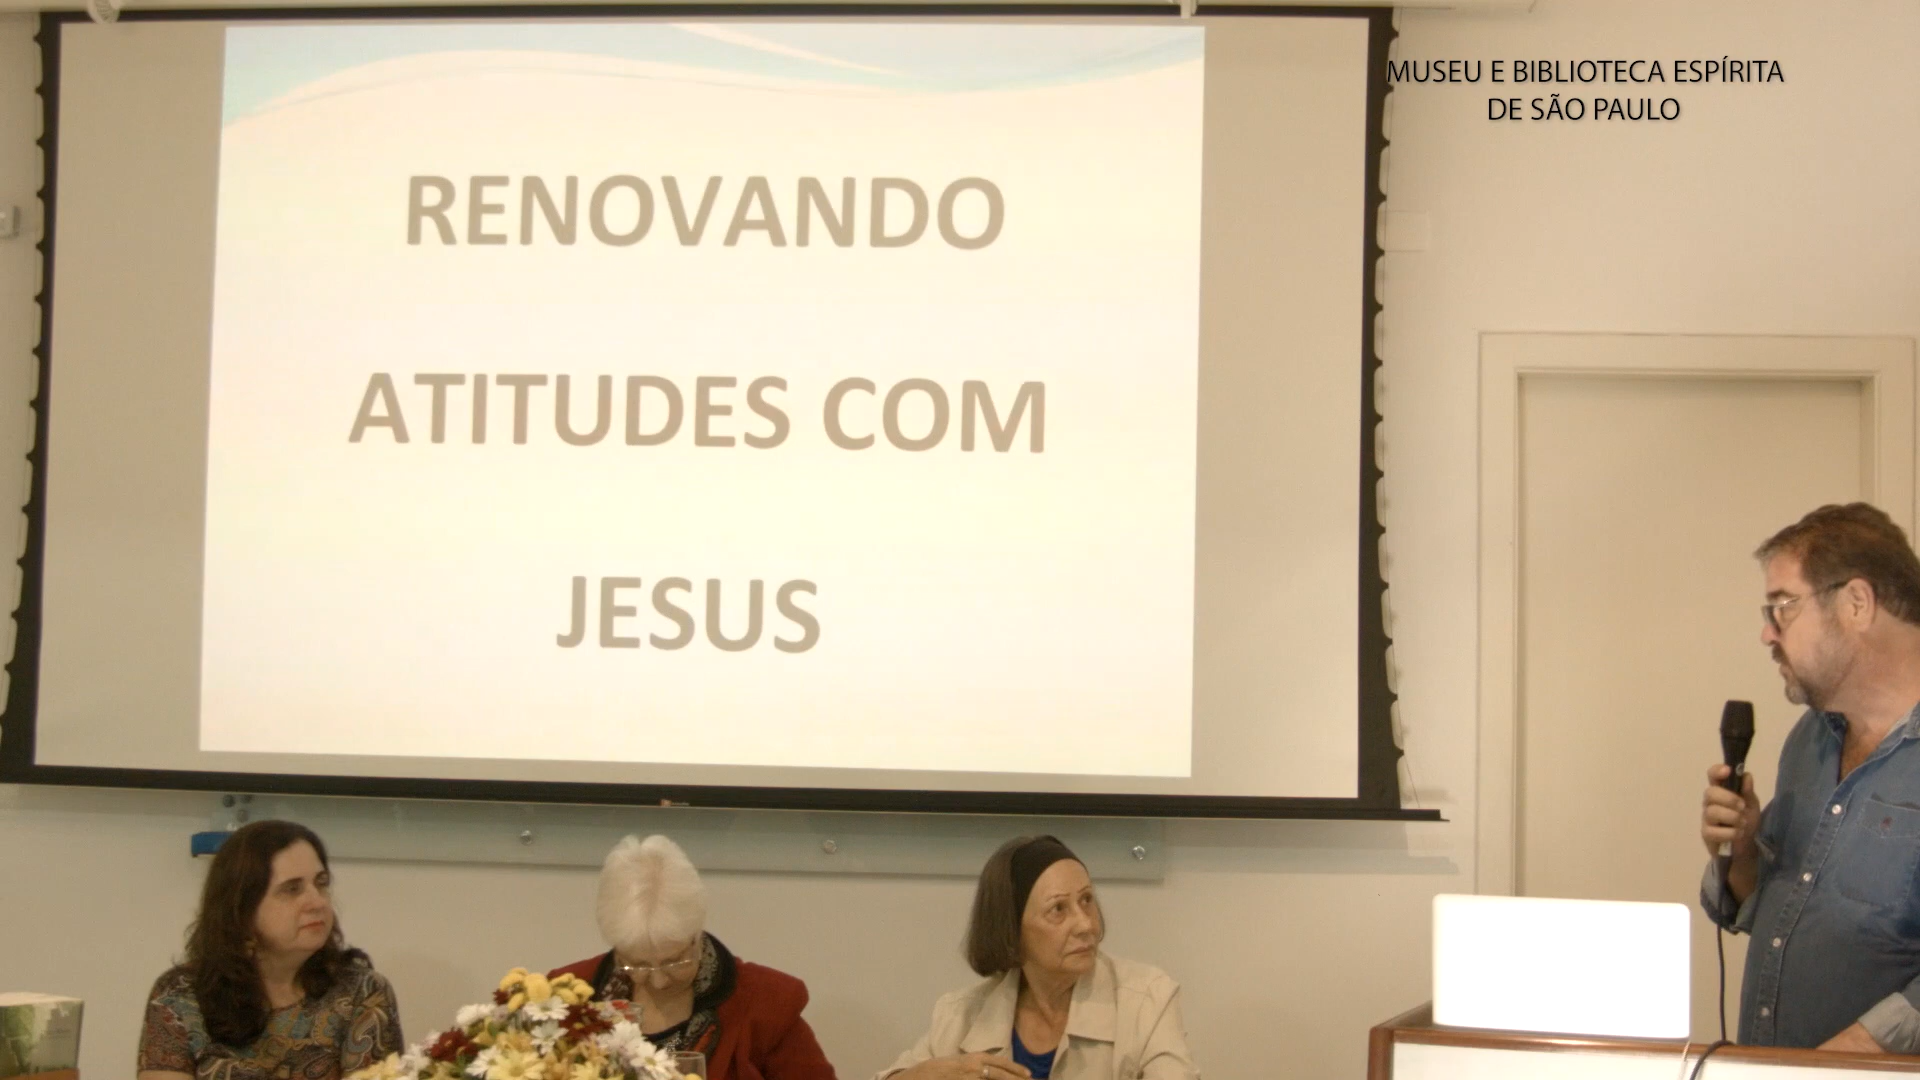 MUSEU E BIBLIOTECA ESPÍRITA
DE SÃO PAULO
RENOVANDO
ATITUDES COM
JESUS